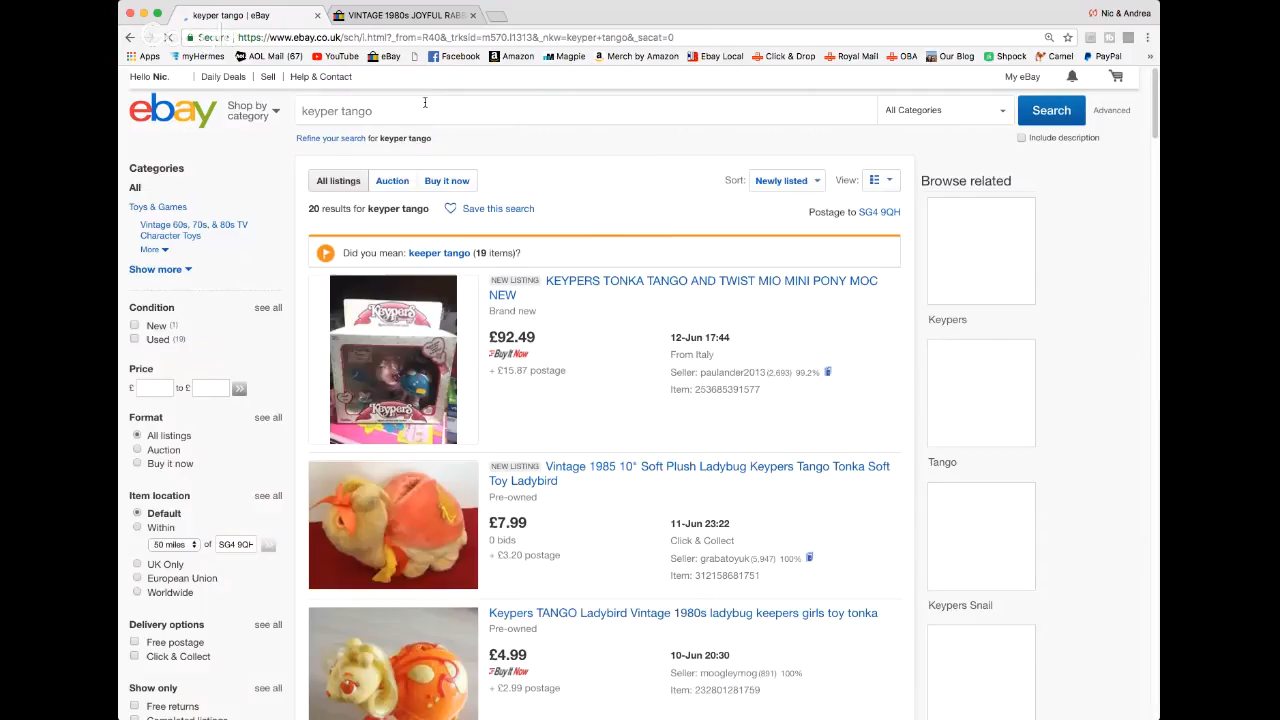 keyper tango | eBay
VINTAGE 1980s JOYFUL RAB
Nic & Andrea
Secure https://www.ebay.co.uk/sch/i.html?_from=R40&_trksid=m570.l1313&_nkw=keyper+tango&_sacat=0
Apps myHermes AOL Mail (67) YouTube eBay Facebook Amazon Magpie Merch by Amazon Ebay Local Click & Drop Royal Mail OBA Our Blog Shpock Camel PayPal »
Hello Nic. Daily Deals Sell Help & Contact My eBay
ebay Shop by category keyper tango All Categories Search Advanced
Refine your search for keyper tango Include description
Categories
All
Toys & Games
Vintage 60s, 70s, & 80s TV
Character Toys
More
Show more
Condition see all
New (1)
Used (19)
Price
£ to £ »
Format see all
All listings
Auction
Buy it now
Item location see all
Default
Within
50 miles of SG4 9QH
UK Only
European Union
Worldwide
Delivery options see all
Free postage
Click & Collect
Show only see all
Free returns
Completed listings
All listings Auction Buy it now Sort: Newly listed View:
20 results for keyper tango Save this search Postage to SG4 9QH
Did you mean: keeper tango (19 items)?
Keypers
Keypers
NEW LISTING KEYPERS TONKA TANGO AND TWIST MIO MINI PONY MOC
NEW
Brand new
£92.49 12-Jun 17:44
Buy It Now From Italy
+ £15.87 postage Seller: paulander2013 (2,693) 99.2%
Item: 253685391577
NEW LISTING Vintage 1985 10" Soft Plush Ladybug Keypers Tango Tonka Soft
Toy Ladybird
Pre-owned
£7.99 11-Jun 23:22
0 bids Click & Collect
+ £3.20 postage Seller: grabatoyuk (5,947) 100%
Item: 312158681751
Keypers TANGO Ladybird Vintage 1980s ladybug keepers girls toy tonka
Pre-owned
£4.99 10-Jun 20:30
Buy It Now Seller: moogleymog (891) 100%
+ £2.99 postage Item: 232801281759
Browse related
Keypers
Tango
Keypers Snail